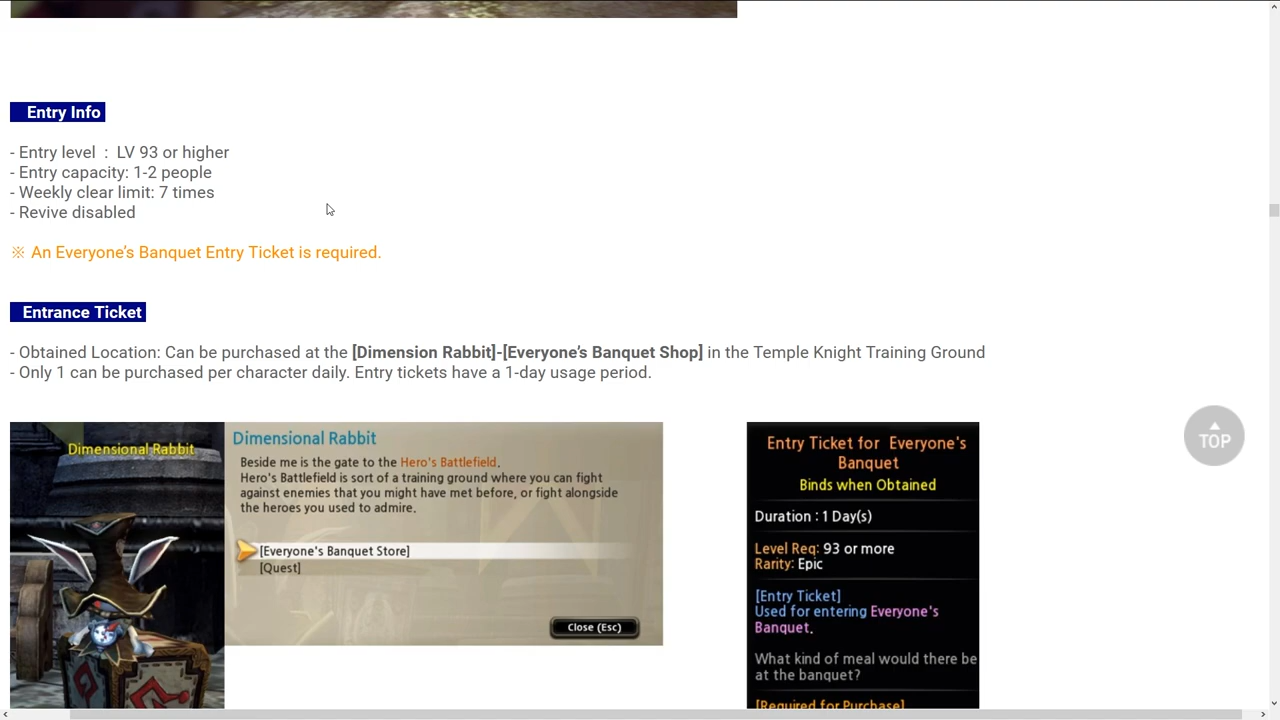 Entry Info
- Entry level : LV 93 or higher
- Entry capacity: 1-2 people
- Weekly clear limit: 7 times
- Revive disabled
※ An Everyone’s Banquet Entry Ticket is required.
Entrance Ticket
- Obtained Location: Can be purchased at the [Dimension Rabbit]-[Everyone’s Banquet Shop] in the Temple Knight Training Ground
- Only 1 can be purchased per character daily. Entry tickets have a 1-day usage period.
Dimensional Rabbit
Dimensional Rabbit
Beside me is the gate to the Hero's Battlefield.
Hero's Battlefield is sort of a training ground where you can fight
against enemies that you might have met before, or fight alongside
the heroes you used to admire.
[Everyone's Banquet Store]
[Quest]
Close (Esc)
Entry Ticket for Everyone's
Banquet
Binds when Obtained
Duration : 1 Day(s)
Level Req: 93 or more
Rarity: Epic
[Entry Ticket]
Used for entering Everyone's
Banquet.
What kind of meal would there be
at the banquet?
[Required for Purchase]
TOP